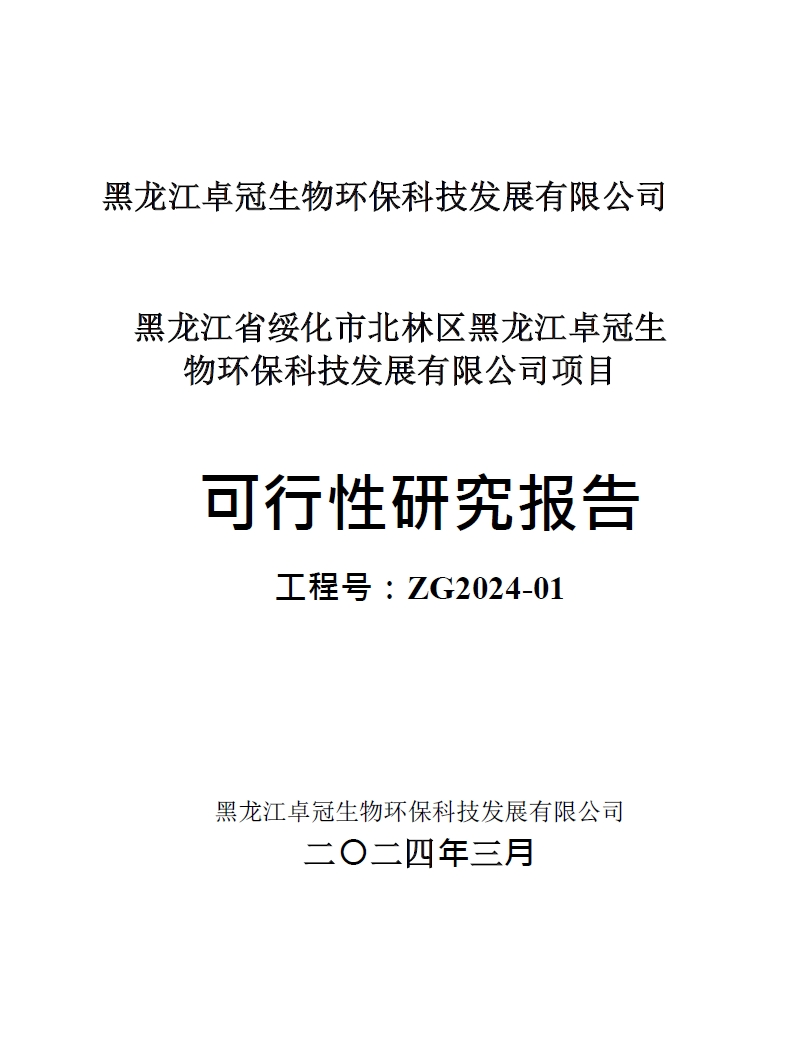 黑龙江卓冠生物环保科技发展有限公司
黑龙江省绥化市北林区黑龙江卓冠生
物环保科技发展有限公司项目
可行性研究报告
工程号：ZG2024-01
黑龙江卓冠生物环保科技发展有限公司
二〇二四年三月